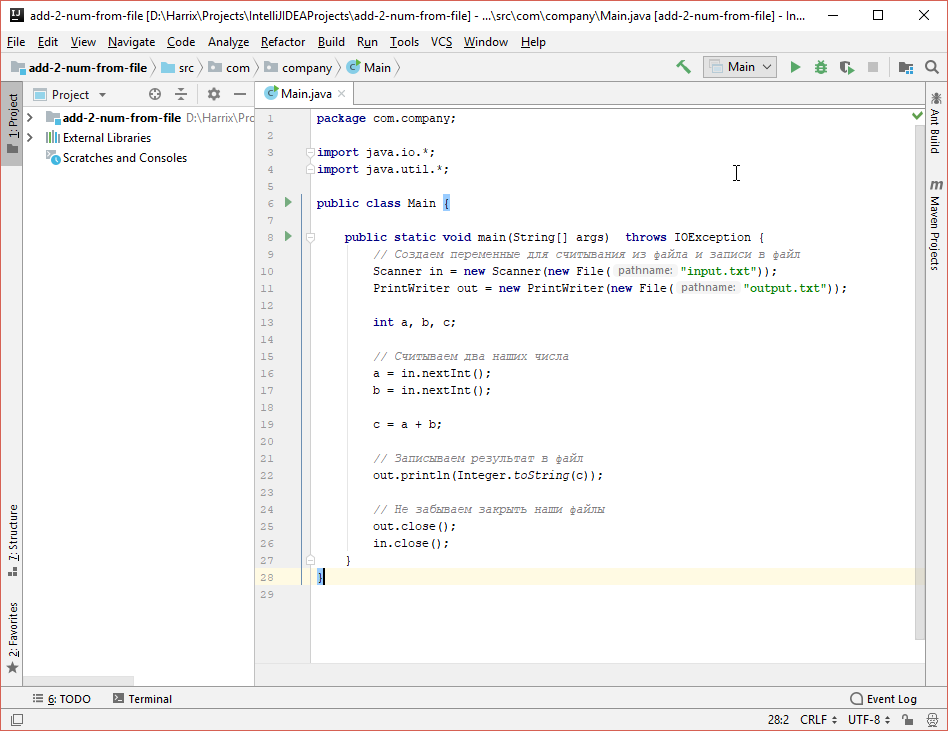 add-2-num-from-file [D:\Harrix\Projects\IntelliJIDEAProjects\add-2-num-from-file] - ...\src\com\company\Main.java [add-2-num-from-file] - In...
File Edit View Navigate Code Analyze Refactor Build Run Tools VCS Window Help
add-2-num-from-file src com company Main Main
1: Project
Project
Main.java
add-2-num-from-file D:\Harrix\Pro
External Libraries
Scratches and Consoles
1 package com.company;
2
3 import java.io.*;
4 import java.util.*;
5
6 public class Main {
7
8 public static void main(String[] args)  throws IOException {
9 // Создаем переменные для считывания из файла и записи в файл
10 Scanner in = new Scanner(new File( pathname: "input.txt"));
11 PrintWriter out = new PrintWriter(new File( pathname: "output.txt"));
12
13 int a, b, c;
14
15 // Считываем два наших числа
16 a = in.nextInt();
17 b = in.nextInt();
18
19 c = a + b;
20
21 // Записываем результат в файл
22 out.println(Integer.toString(c));
23
24 // Не забываем закрыть наши файлы
25 out.close();
26 in.close();
27 }
28 }
29
Ant Build
m Maven Projects
7: Structure
2: Favorites
6: TODO Terminal Event Log
28:2 CRLF UTF-8